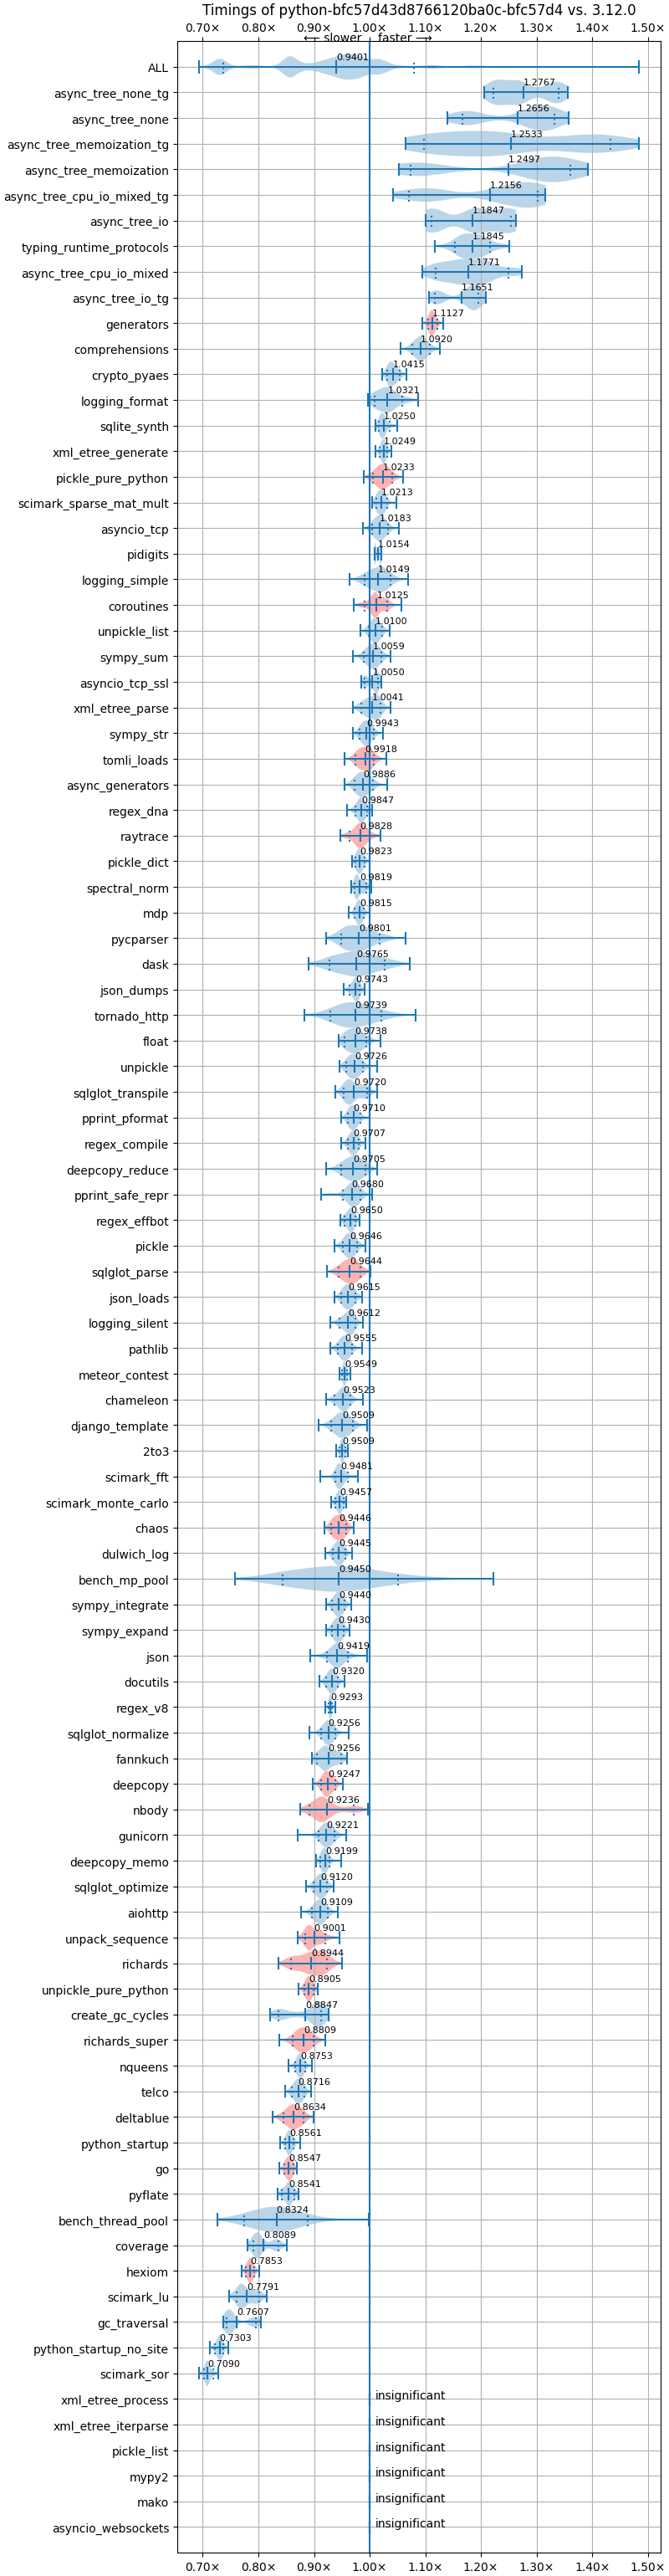 Timings of python-bfc57d43d8766120ba0c-bfc57d4 vs. 3.12.0
0.70× 0.80× 0.90× 1.00× 1.10× 1.20× 1.30× 1.40× 1.50×
⟵ slower faster ⟶
ALL 0.9401
async_tree_none_tg 1.2767
async_tree_none 1.2656
async_tree_memoization_tg 1.2533
async_tree_memoization 1.2497
async_tree_cpu_io_mixed_tg 1.2156
async_tree_io 1.1847
typing_runtime_protocols 1.1845
async_tree_cpu_io_mixed 1.1771
async_tree_io_tg 1.1651
generators 1.1127
comprehensions 1.0920
crypto_pyaes 1.0415
logging_format 1.0321
sqlite_synth 1.0250
xml_etree_generate 1.0249
pickle_pure_python 1.0233
scimark_sparse_mat_mult 1.0213
asyncio_tcp 1.0183
pidigits 1.0154
logging_simple 1.0149
coroutines 1.0125
unpickle_list 1.0100
sympy_sum 1.0059
asyncio_tcp_ssl 1.0050
xml_etree_parse 1.0041
sympy_str 0.9943
tomli_loads 0.9918
async_generators 0.9886
regex_dna 0.9847
raytrace 0.9828
pickle_dict 0.9823
spectral_norm 0.9819
mdp 0.9815
pycparser 0.9801
dask 0.9765
json_dumps 0.9743
tornado_http 0.9739
float 0.9738
unpickle 0.9726
sqlglot_transpile 0.9720
pprint_pformat 0.9710
regex_compile 0.9707
deepcopy_reduce 0.9705
pprint_safe_repr 0.9680
regex_effbot 0.9650
pickle 0.9646
sqlglot_parse 0.9644
json_loads 0.9615
logging_silent 0.9612
pathlib 0.9555
meteor_contest 0.9549
chameleon 0.9523
django_template 0.9509
2to3 0.9509
scimark_fft 0.9481
scimark_monte_carlo 0.9457
chaos 0.9446
dulwich_log 0.9445
bench_mp_pool 0.9450
sympy_integrate 0.9440
sympy_expand 0.9430
json 0.9419
docutils 0.9320
regex_v8 0.9293
sqlglot_normalize 0.9256
fannkuch 0.9256
deepcopy 0.9247
nbody 0.9236
gunicorn 0.9221
deepcopy_memo 0.9199
sqlglot_optimize 0.9120
aiohttp 0.9109
unpack_sequence 0.9001
richards 0.8944
unpickle_pure_python 0.8905
create_gc_cycles 0.8847
richards_super 0.8809
nqueens 0.8753
telco 0.8716
deltablue 0.8634
python_startup 0.8561
go 0.8547
pyflate 0.8541
bench_thread_pool 0.8324
coverage 0.8089
hexiom 0.7853
scimark_lu 0.7791
gc_traversal 0.7607
python_startup_no_site 0.7303
scimark_sor 0.7090
xml_etree_process insignificant
xml_etree_iterparse insignificant
pickle_list insignificant
mypy2 insignificant
mako insignificant
asyncio_websockets insignificant
0.70× 0.80× 0.90× 1.00× 1.10× 1.20× 1.30× 1.40× 1.50×